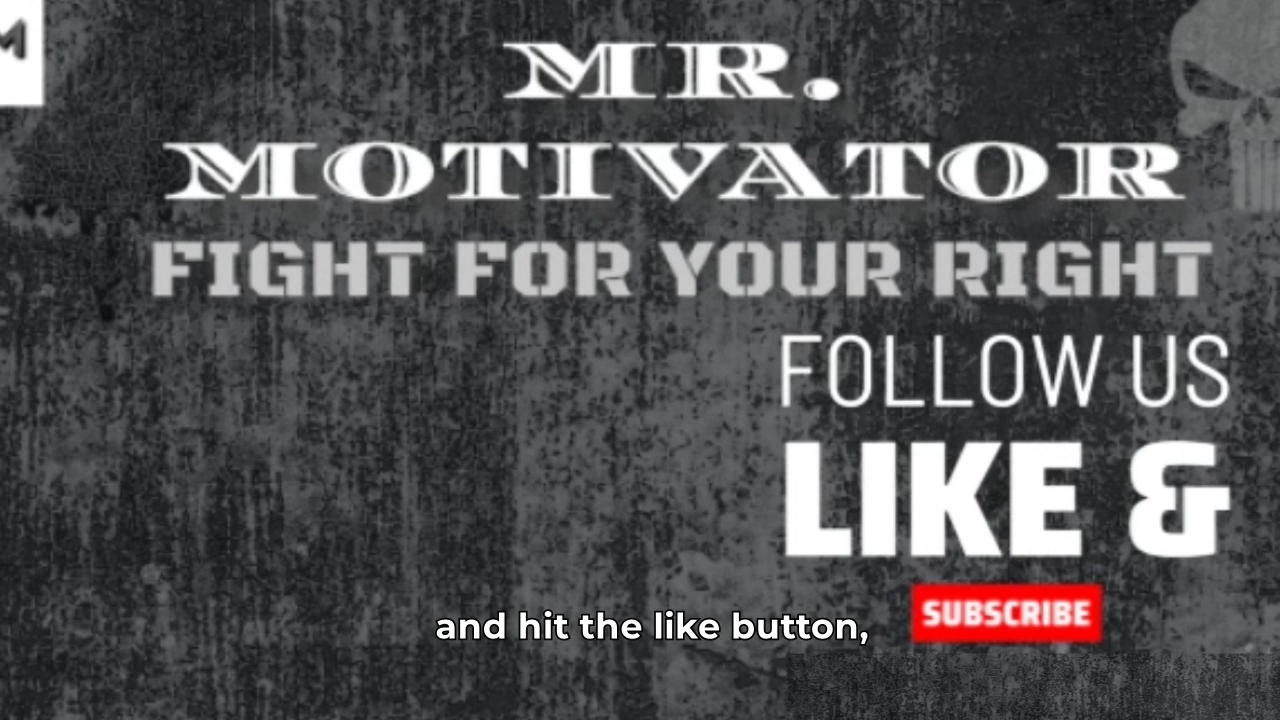 M
MR.
MOTIVATOR
FIGHT FOR YOUR RIGHT
FOLLOW US
LIKE &
SUBSCRIBE
and hit the like button,